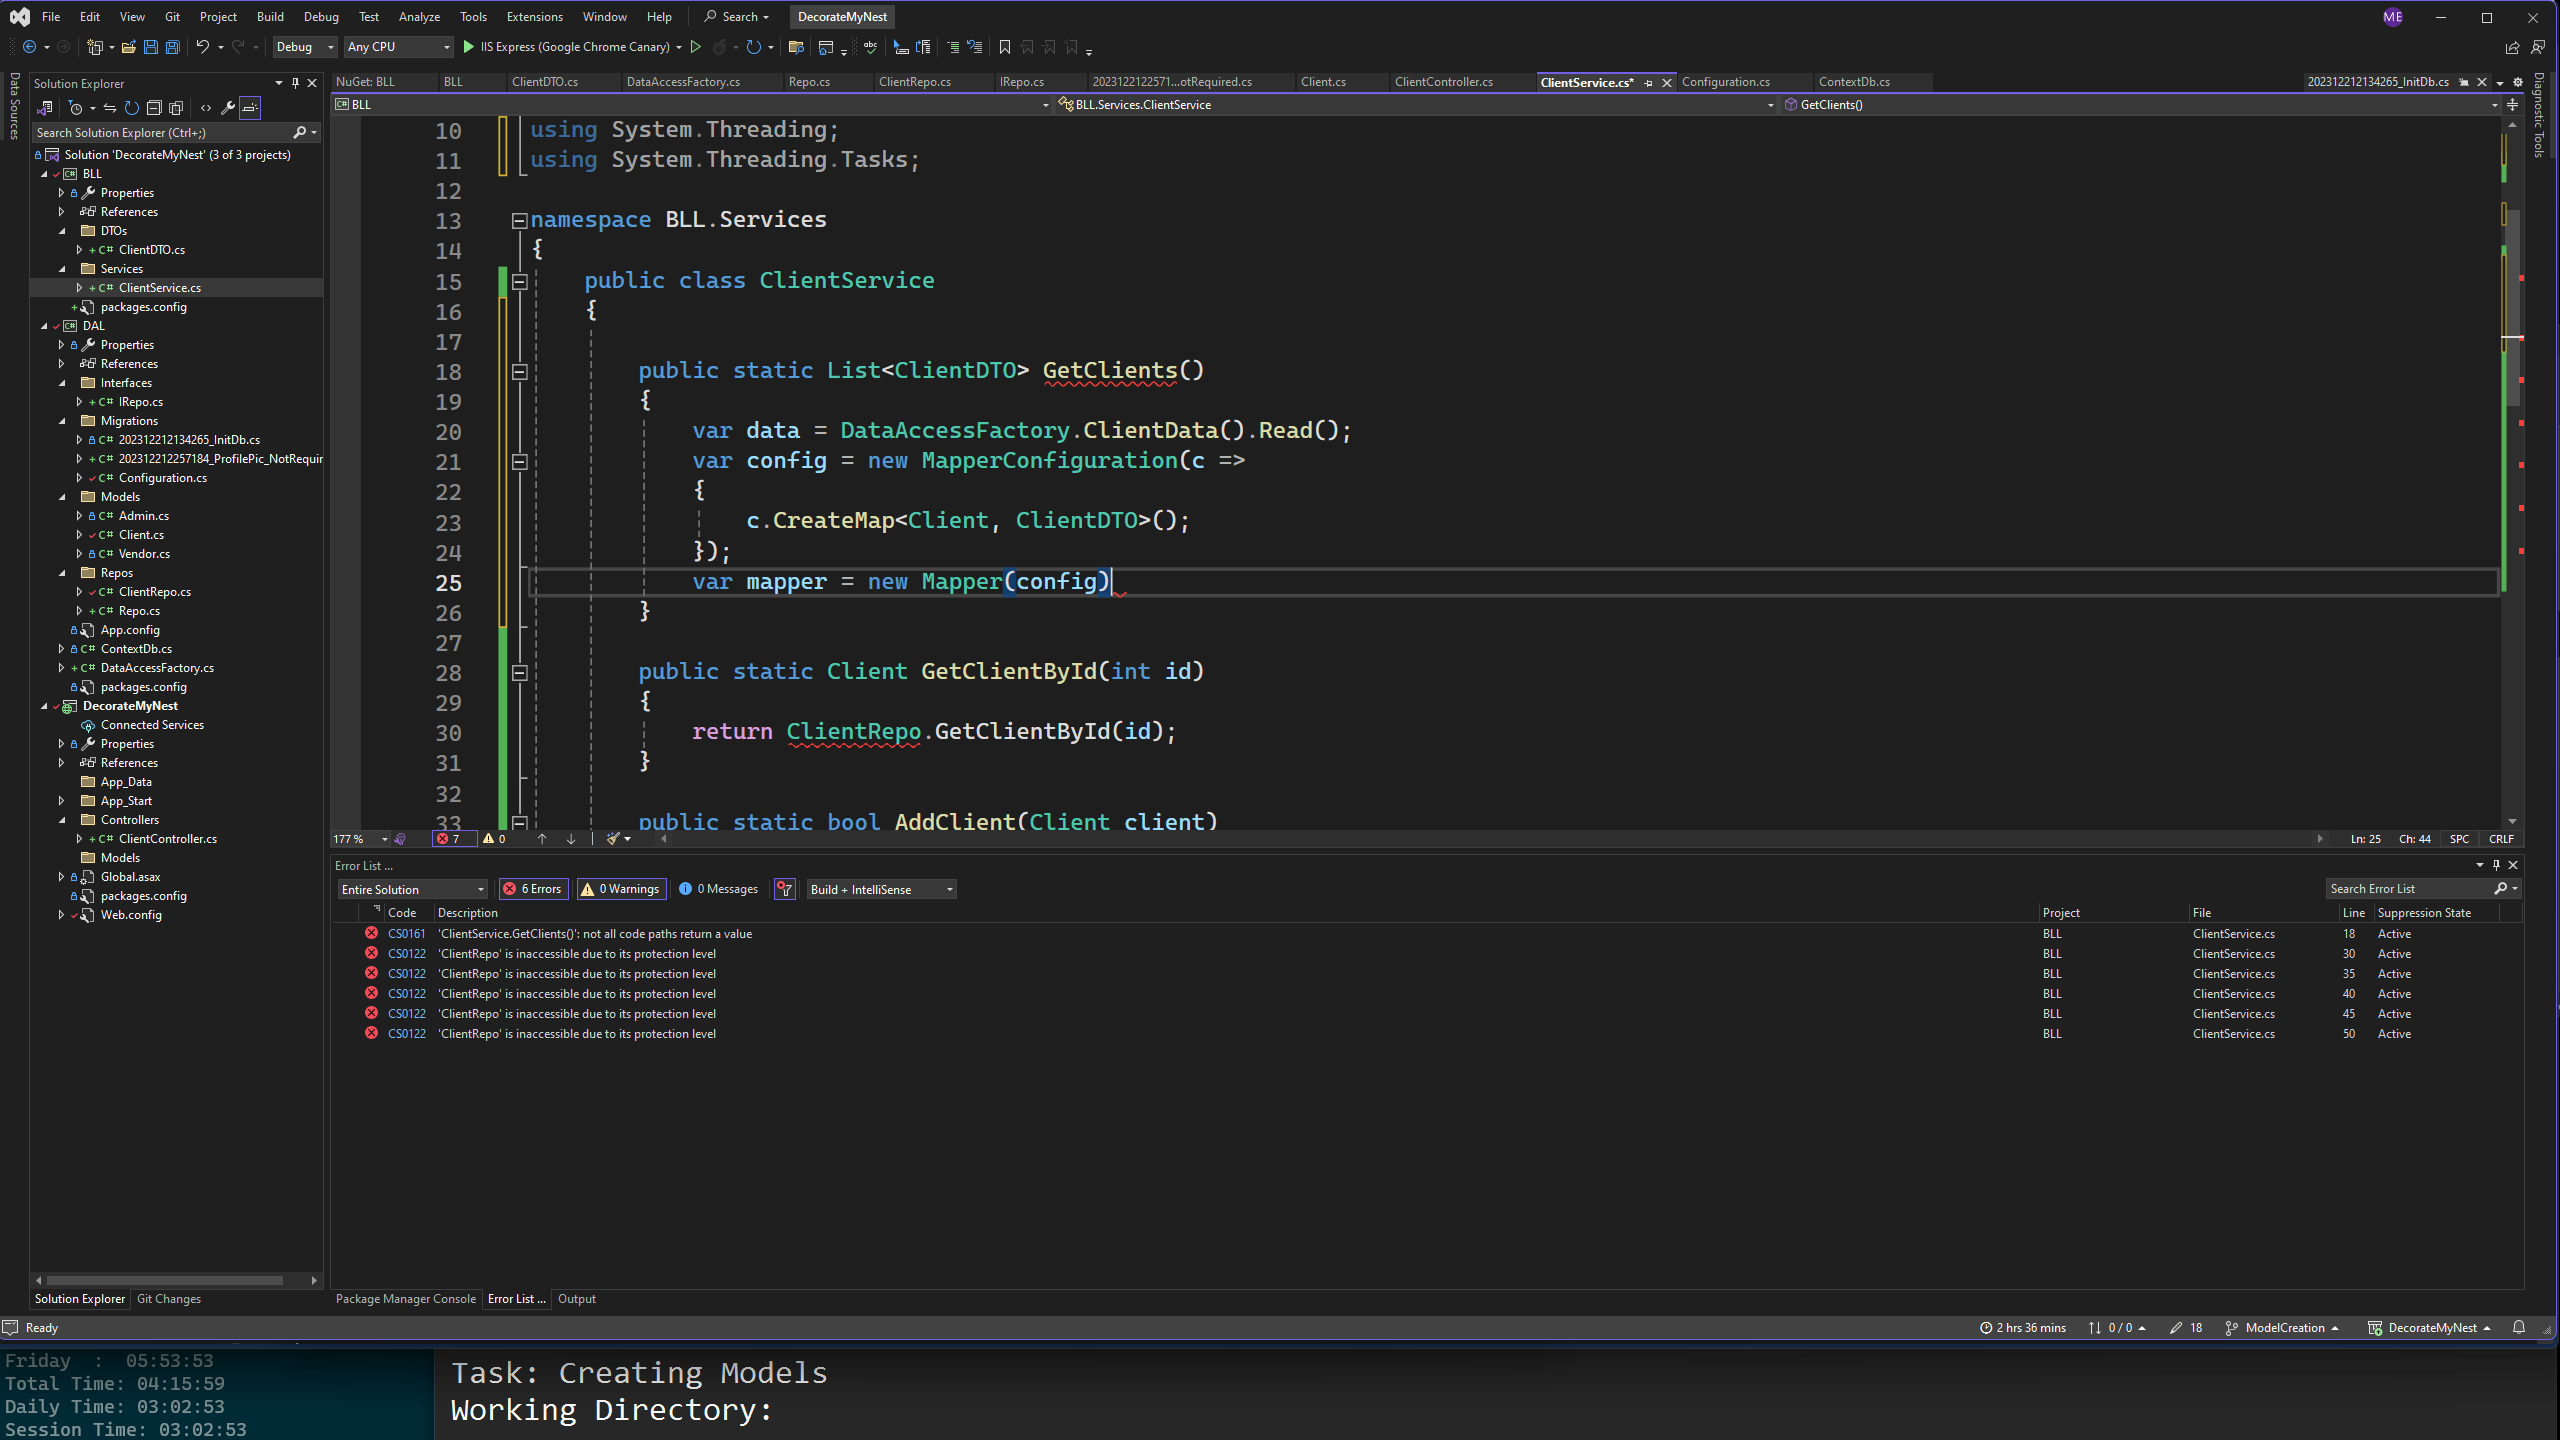 File Edit View Git Project Build Debug Test Analyze Tools Extensions Window Help Search DecorateMyNest ME
Debug Any CPU IIS Express (Google Chrome Canary)
Data Sources
Solution Explorer
Search Solution Explorer (Ctrl+;)
Solution 'DecorateMyNest' (3 of 3 projects)
BLL
Properties
References
DTOs
C# ClientDTO.cs
Services
C# ClientService.cs
packages.config
DAL
Properties
References
Interfaces
C# IRepo.cs
Migrations
C# 202312212134265_InitDb.cs
C# 202312212257184_ProfilePic_NotRequir
C# Configuration.cs
Models
C# Admin.cs
C# Client.cs
C# Vendor.cs
Repos
C# ClientRepo.cs
C# Repo.cs
App.config
C# ContextDb.cs
C# DataAccessFactory.cs
packages.config
DecorateMyNest
Connected Services
Properties
References
App_Data
App_Start
Controllers
C# ClientController.cs
Models
Global.asax
packages.config
Web.config
Solution Explorer Git Changes
NuGet: BLL BLL ClientDTO.cs DataAccessFactory.cs Repo.cs ClientRepo.cs IRepo.cs 2023122122571...otRequired.cs Client.cs ClientController.cs ClientService.cs* Configuration.cs ContextDb.cs 202312212134265_InitDb.cs
BLL BLL.Services.ClientService GetClients()
Diagnostic Tools
10 using System.Threading;
11 using System.Threading.Tasks;
12
13 namespace BLL.Services
14 {
15 public class ClientService
16 {
17
18 public static List<ClientDTO> GetClients()
19 {
20 var data = DataAccessFactory.ClientData().Read();
21 var config = new MapperConfiguration(c =>
22 {
23 c.CreateMap<Client, ClientDTO>();
24 });
25 var mapper = new Mapper(config)
26 }
27
28 public static Client GetClientById(int id)
29 {
30 return ClientRepo.GetClientById(id);
31 }
32
33 public static bool AddClient(Client client)
177 % 7 0 Ln: 25 Ch: 44 SPC CRLF
Error List ...
Entire Solution 6 Errors 0 Warnings 0 Messages Build + IntelliSense Search Error List
Code Description Project File Line Suppression State
CS0161 'ClientService.GetClients()': not all code paths return a value BLL ClientService.cs 18 Active
CS0122 'ClientRepo' is inaccessible due to its protection level BLL ClientService.cs 30 Active
CS0122 'ClientRepo' is inaccessible due to its protection level BLL ClientService.cs 35 Active
CS0122 'ClientRepo' is inaccessible due to its protection level BLL ClientService.cs 40 Active
CS0122 'ClientRepo' is inaccessible due to its protection level BLL ClientService.cs 45 Active
CS0122 'ClientRepo' is inaccessible due to its protection level BLL ClientService.cs 50 Active
Package Manager Console Error List ... Output
Ready 2 hrs 36 mins 0 / 0 18 ModelCreation DecorateMyNest
Friday : 05:53:53
Total Time: 04:15:59
Daily Time: 03:02:53
Session Time: 03:02:53
Task: Creating Models
Working Directory: